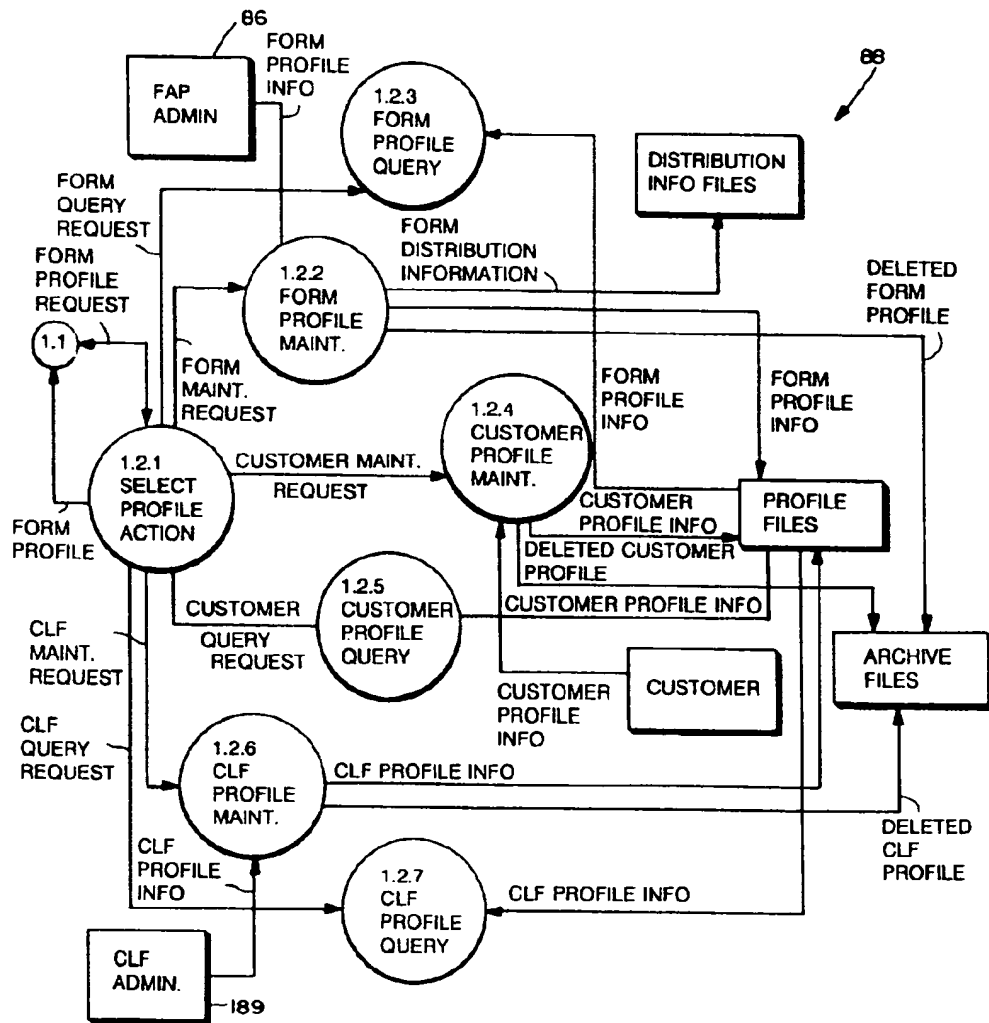 86
FORM
PROFILE
INFO
88
FAP
ADMIN
1.2.3
FORM
PROFILE
QUERY
DISTRIBUTION
INFO FILES
FORM
QUERY
REQUEST
FORM
DISTRIBUTION
INFORMATION
FORM
PROFILE
REQUEST
1.2.2
FORM
PROFILE
MAINT.
DELETED
FORM
PROFILE
1.1
FORM
MAINT.
REQUEST
FORM
PROFILE
INFO
FORM
PROFILE
INFO
1.2.4
CUSTOMER
PROFILE
MAINT.
1.2.1
SELECT
PROFILE
ACTION
CUSTOMER MAINT.
REQUEST
FORM
PROFILE
CUSTOMER
PROFILE INFO
PROFILE
FILES
DELETED CUSTOMER
PROFILE
1.2.5
CUSTOMER
PROFILE
QUERY
CUSTOMER
QUERY
REQUEST
CUSTOMER PROFILE INFO
CLF
MAINT.
REQUEST
ARCHIVE
FILES
CUSTOMER
PROFILE
INFO
CUSTOMER
CLF
QUERY
REQUEST
1.2.6
CLF
PROFILE
MAINT.
CLF PROFILE INFO
DELETED
CLF
PROFILE
CLF
PROFILE
INFO
1.2.7
CLF
PROFILE
QUERY
CLF PROFILE INFO
CLF
ADMIN.
189